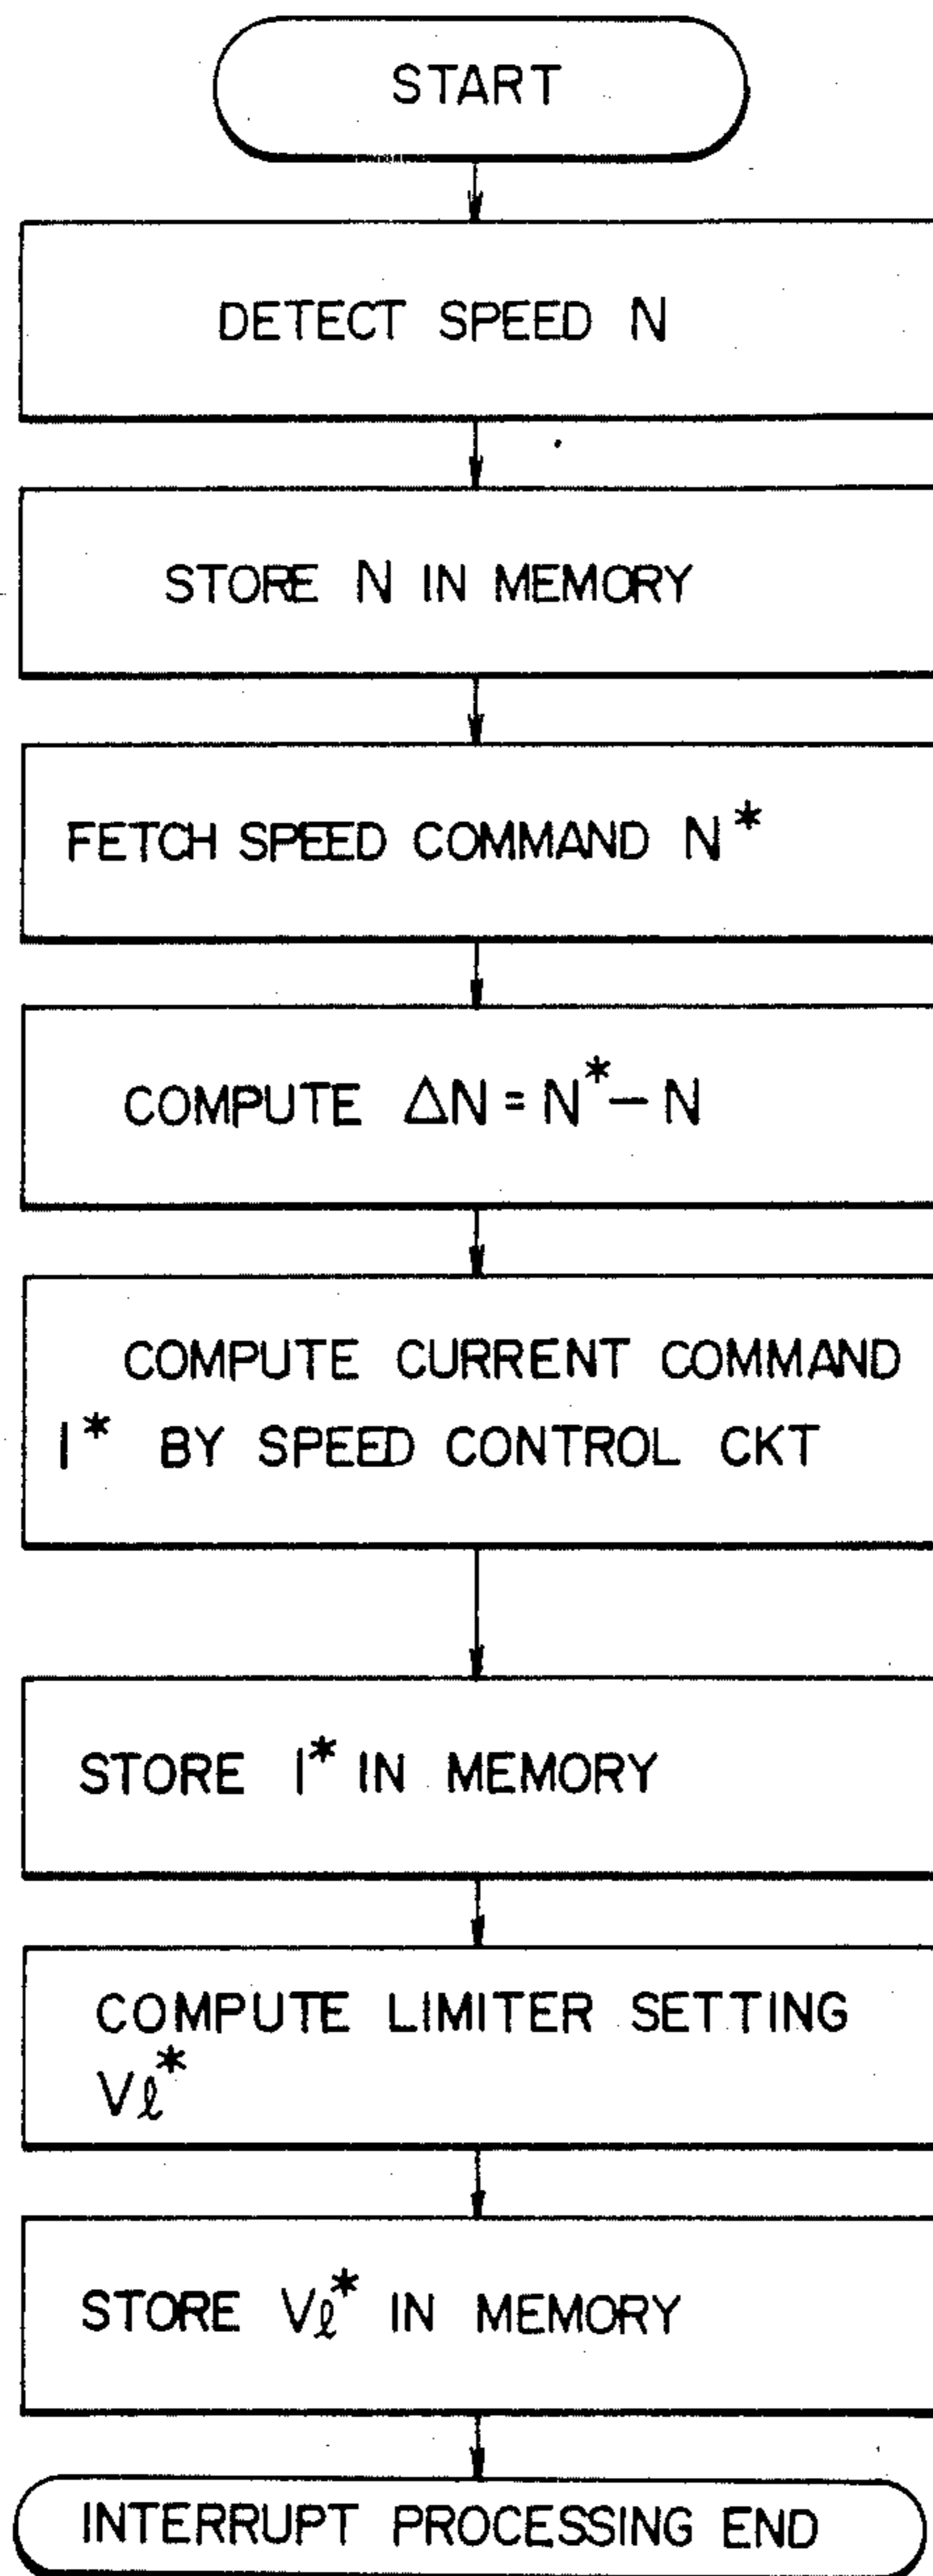 START
DETECT SPEED N
STORE N IN MEMORY
FETCH SPEED COMMAND N*
COMPUTE ΔN = N* — N
COMPUTE CURRENT COMMAND
I* BY SPEED CONTROL CKT
STORE I* IN MEMORY
COMPUTE LIMITER SETTING
Vℓ*
STORE Vℓ* IN MEMORY
INTERRUPT PROCESSING END